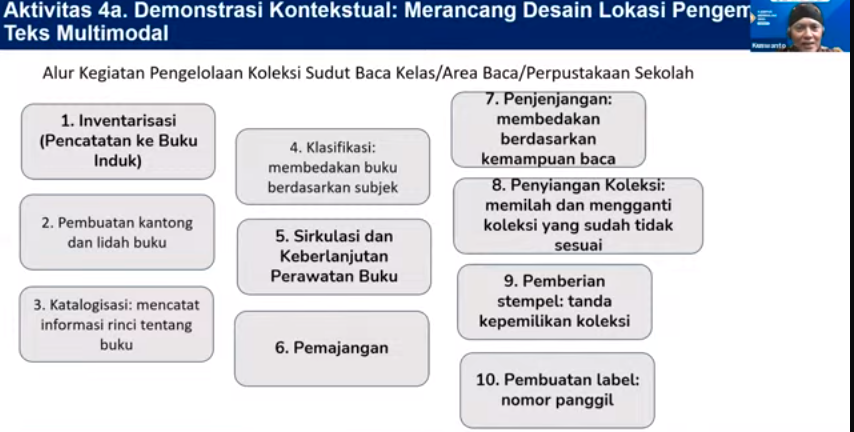 Aktivitas 4a. Demonstrasi Kontekstual: Merancang Desain Lokasi Pengem
Teks Multimodal
Kuswanto
Alur Kegiatan Pengelolaan Koleksi Sudut Baca Kelas/Area Baca/Perpustakaan Sekolah
1. Inventarisasi
(Pencatatan ke Buku
Induk)
2. Pembuatan kantong
dan lidah buku
3. Katalogisasi: mencatat
informasi rinci tentang
buku
4. Klasifikasi:
membedakan buku
berdasarkan subjek
5. Sirkulasi dan
Keberlanjutan
Perawatan Buku
6. Pemajangan
7. Penjenjangan:
membedakan
berdasarkan
kemampuan baca
8. Penyiangan Koleksi:
memilah dan mengganti
koleksi yang sudah tidak
sesuai
9. Pemberian
stempel: tanda
kepemilikan koleksi
10. Pembuatan label:
nomor panggil